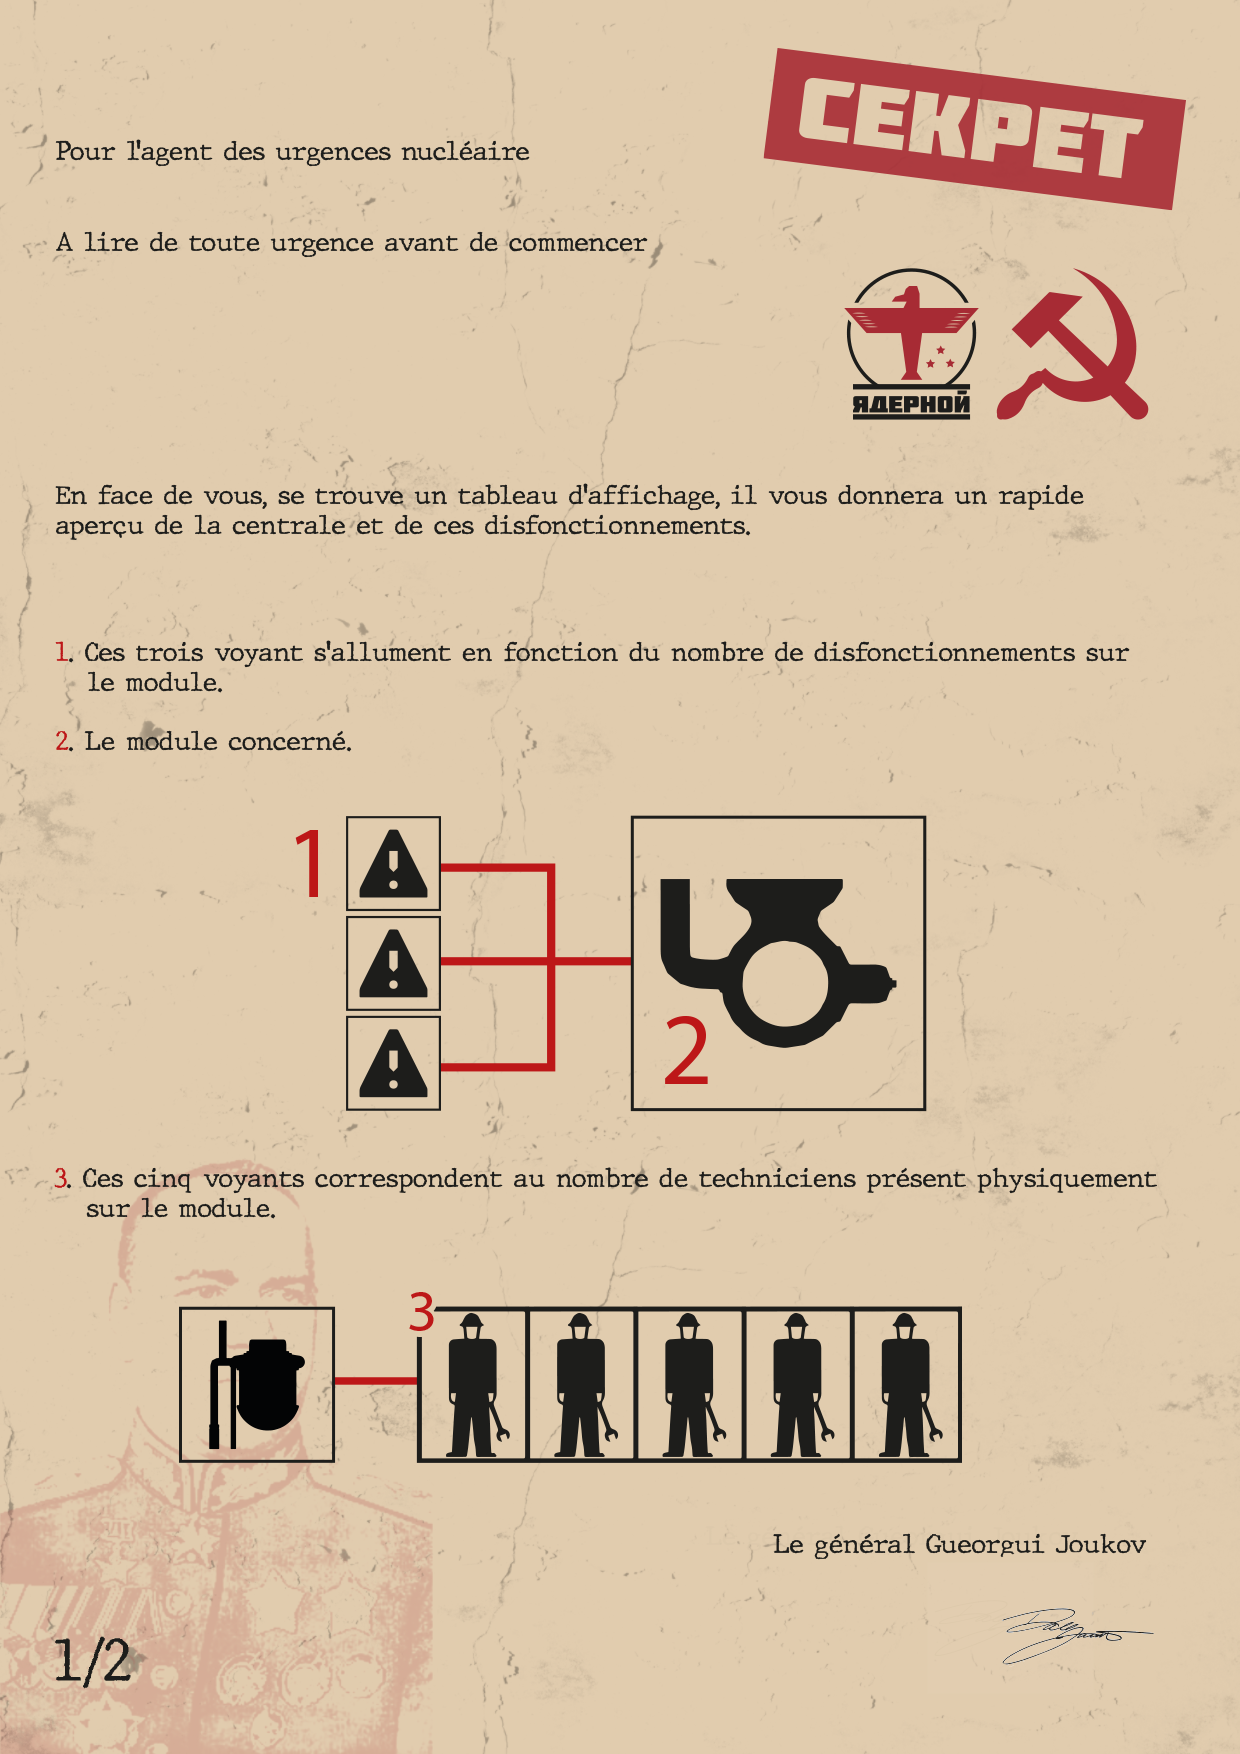 СЕКРЕТ
Pour l'agent des urgences nucléaire
A lire de toute urgence avant de commencer
ЯДЕРНОЙ
En face de vous, se trouve un tableau d'affichage, il vous donnera un rapide
aperçu de la centrale et de ces disfonctionnements.
1. Ces trois voyant s'allument en fonction du nombre de disfonctionnements sur
le module.
2. Le module concerné.
1
2
3. Ces cinq voyants correspondent au nombre de techniciens présent physiquement
sur le module.
3
Le général Gueorgui Joukov
1/2